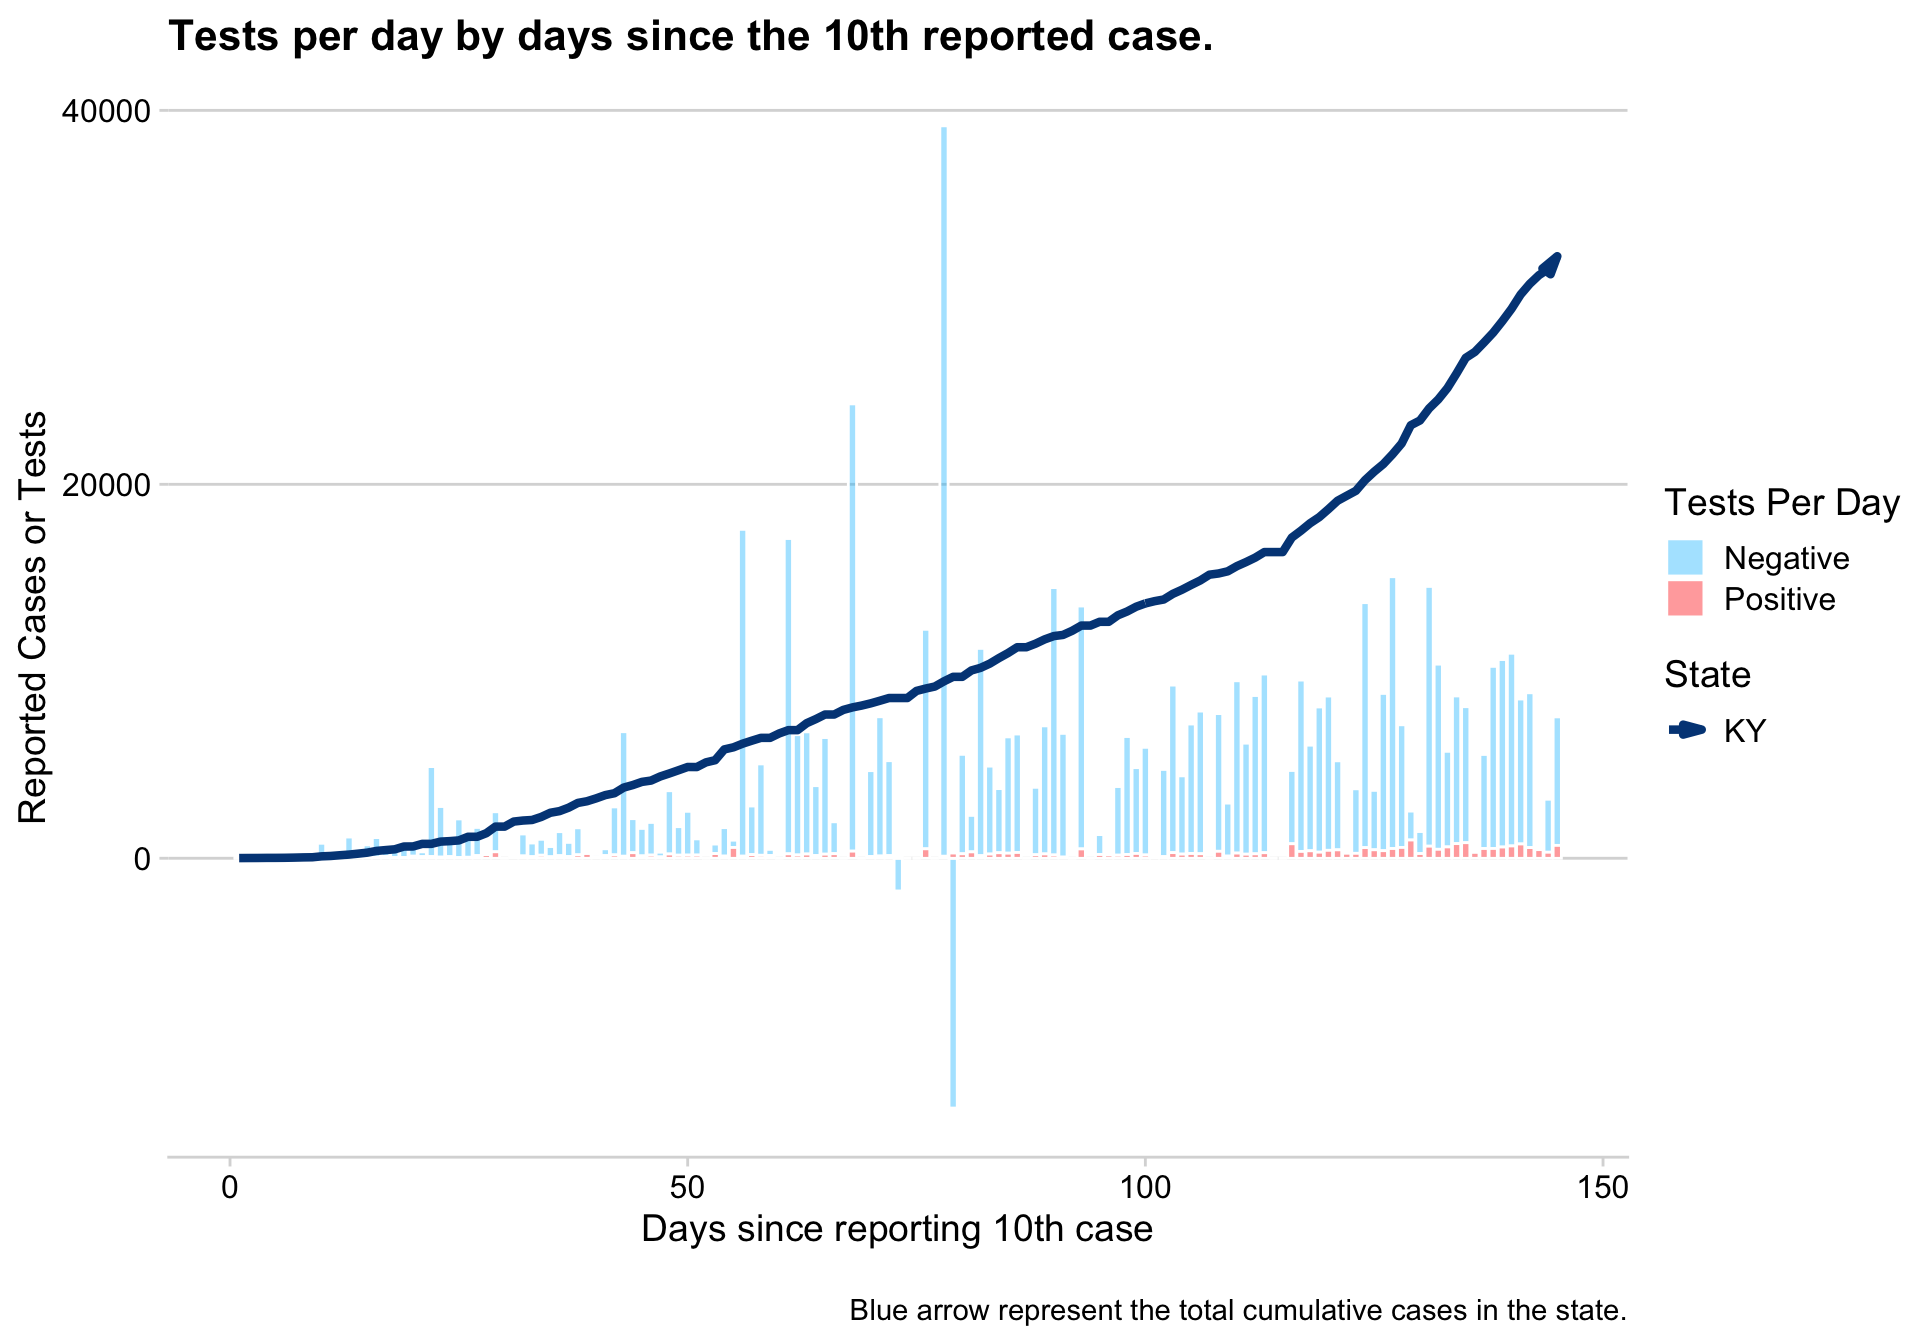 Tests per day by days since the 10th reported case.
40000
20000
0
Reported Cases or Tests
0
50
100
150
Days since reporting 10th case
Tests Per Day
Negative
Positive
State
KY
Blue arrow represent the total cumulative cases in the state.